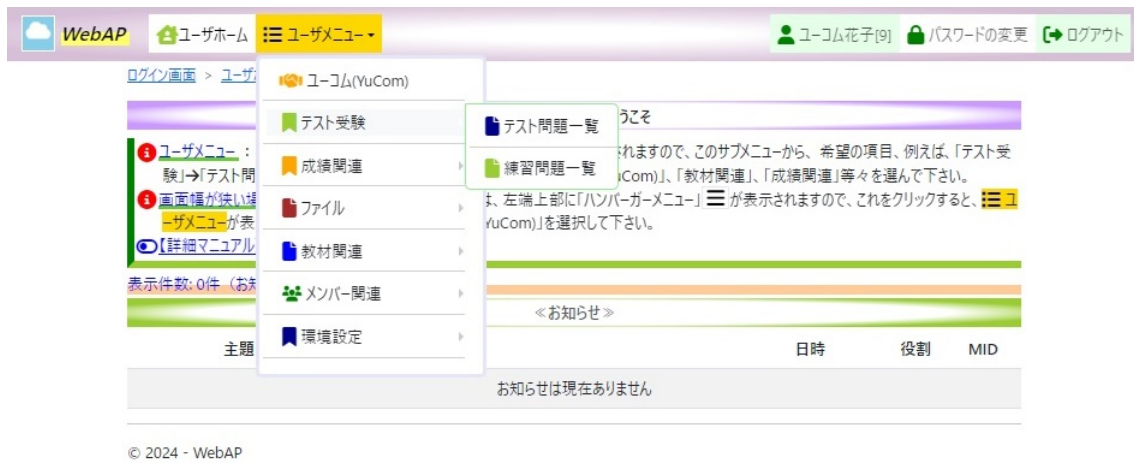 WebAP ユーザホーム ユーザメニュー ユーコム花子[9] パスワードの変更 ログアウト
ログイン画面 > ユーザ
ユーコム(YuCom)
テスト受験
成績関連
ファイル
教材関連
メンバー関連
環境設定
テスト問題一覧
練習問題一覧
うこそ
ユーザメニュー : されますので、このサブメニューから、希望の項目、例えば、「テスト受
験」→「テスト問 uCom)」、「教材関連」、「成績関連」等々を選んで下さい。
画面幅が狭い場 は、左端上部に「ハンバーガーメニュー」 が表示されますので、これをクリックすると、 ユ
ーザメニューが表 YuCom)」を選択して下さい。
【詳細マニュアル
表示件数: 0件 (お知
≪お知らせ≫
主題 日時 役割 MID
お知らせは現在ありません
© 2024 - WebAP